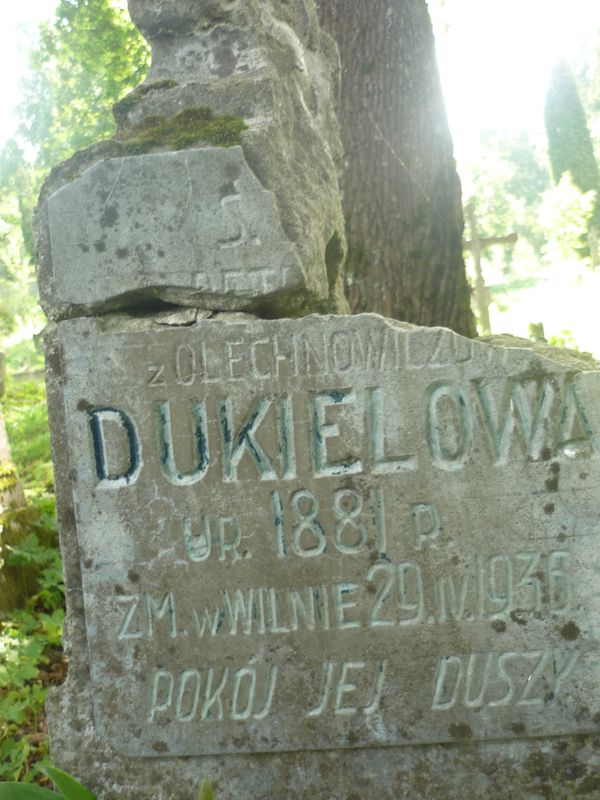 Ś.
z OLECHNOWICZÓW
DUKIELOWA
UR. 1881 R.
ZM. W WILNIE 29.IV.1936
POKÓJ JEJ DUSZY